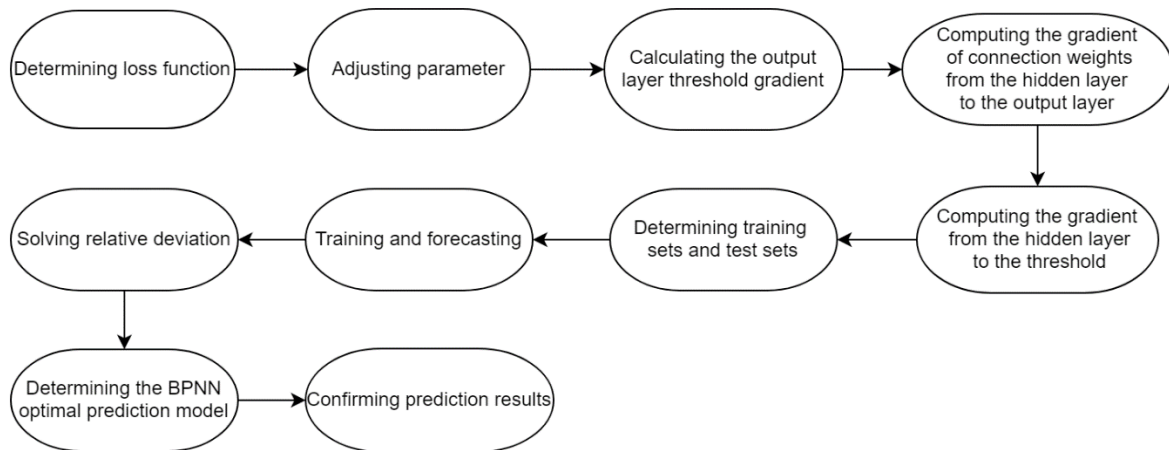 Determining loss function
Adjusting parameter
Calculating the output
layer threshold gradient
Computing the gradient
of connection weights
from the hidden layer
to the output layer
Computing the gradient
from the hidden layer
to the threshold
Determining training
sets and test sets
Training and forecasting
Solving relative deviation
Determining the BPNN
optimal prediction model
Confirming prediction results